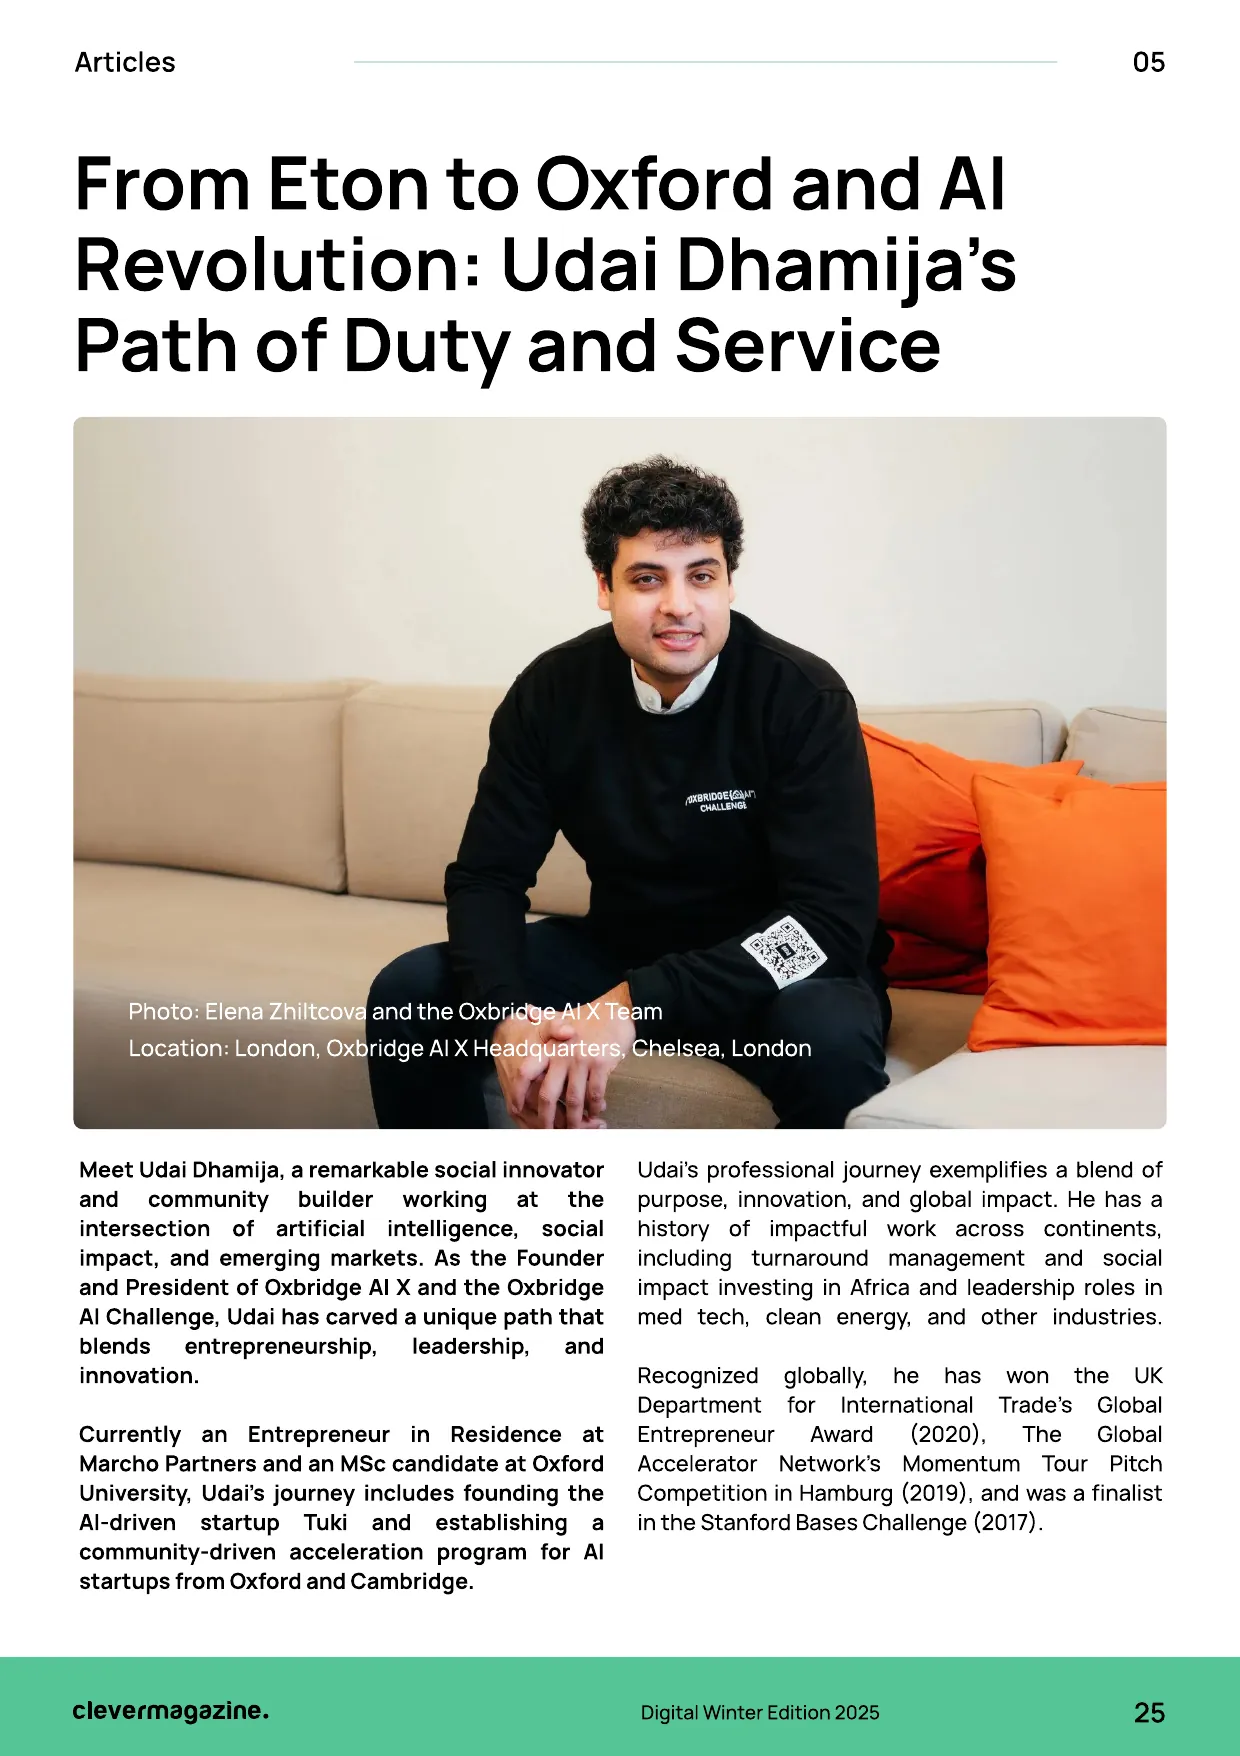 Articles
05
From Eton to Oxford and AI
Revolution: Udai Dhamija’s
Path of Duty and Service
OXBRIDGE AI
CHALLENGE
Photo: Elena Zhiltcova and the Oxbridge AI X Team
Location: London, Oxbridge AI X Headquarters, Chelsea, London
Meet Udai Dhamija, a remarkable social innovator
and community builder working at the
intersection of artificial intelligence, social
impact, and emerging markets. As the Founder
and President of Oxbridge AI X and the Oxbridge
AI Challenge, Udai has carved a unique path that
blends entrepreneurship, leadership, and
innovation.
Currently an Entrepreneur in Residence at
Marcho Partners and an MSc candidate at Oxford
University, Udai’s journey includes founding the
AI-driven startup Tuki and establishing a
community-driven acceleration program for AI
startups from Oxford and Cambridge.
Udai’s professional journey exemplifies a blend of
purpose, innovation, and global impact. He has a
history of impactful work across continents,
including turnaround management and social
impact investing in Africa and leadership roles in
med tech, clean energy, and other industries.
Recognized globally, he has won the UK
Department for International Trade’s Global
Entrepreneur Award (2020), The Global
Accelerator Network’s Momentum Tour Pitch
Competition in Hamburg (2019), and was a finalist
in the Stanford Bases Challenge (2017).
clevermagazine.
Digital Winter Edition 2025
25